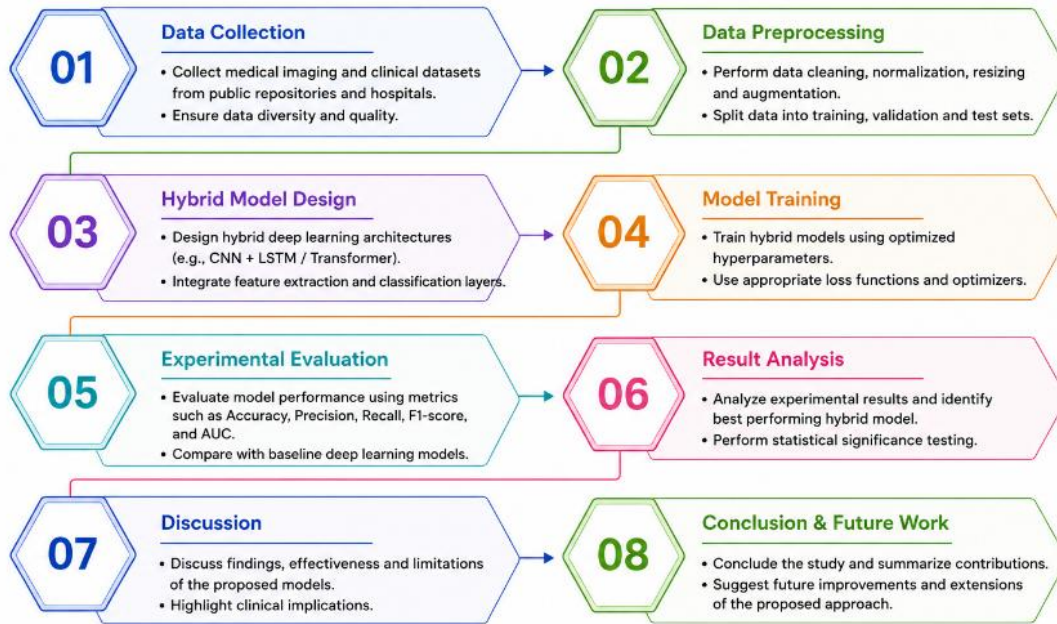 01
Data Collection
• Collect medical imaging and clinical datasets
from public repositories and hospitals.
• Ensure data diversity and quality.
02
Data Preprocessing
• Perform data cleaning, normalization, resizing
and augmentation.
• Split data into training, validation and test sets.
03
Hybrid Model Design
• Design hybrid deep learning architectures
(e.g., CNN + LSTM / Transformer).
• Integrate feature extraction and classification layers.
04
Model Training
• Train hybrid models using optimized
hyperparameters.
• Use appropriate loss functions and optimizers.
05
Experimental Evaluation
• Evaluate model performance using metrics
such as Accuracy, Precision, Recall, F1-score,
and AUC.
• Compare with baseline deep learning models.
06
Result Analysis
• Analyze experimental results and identify
best performing hybrid model.
• Perform statistical significance testing.
07
Discussion
• Discuss findings, effectiveness and limitations
of the proposed models.
• Highlight clinical implications.
08
Conclusion & Future Work
• Conclude the study and summarize contributions.
• Suggest future improvements and extensions
of the proposed approach.